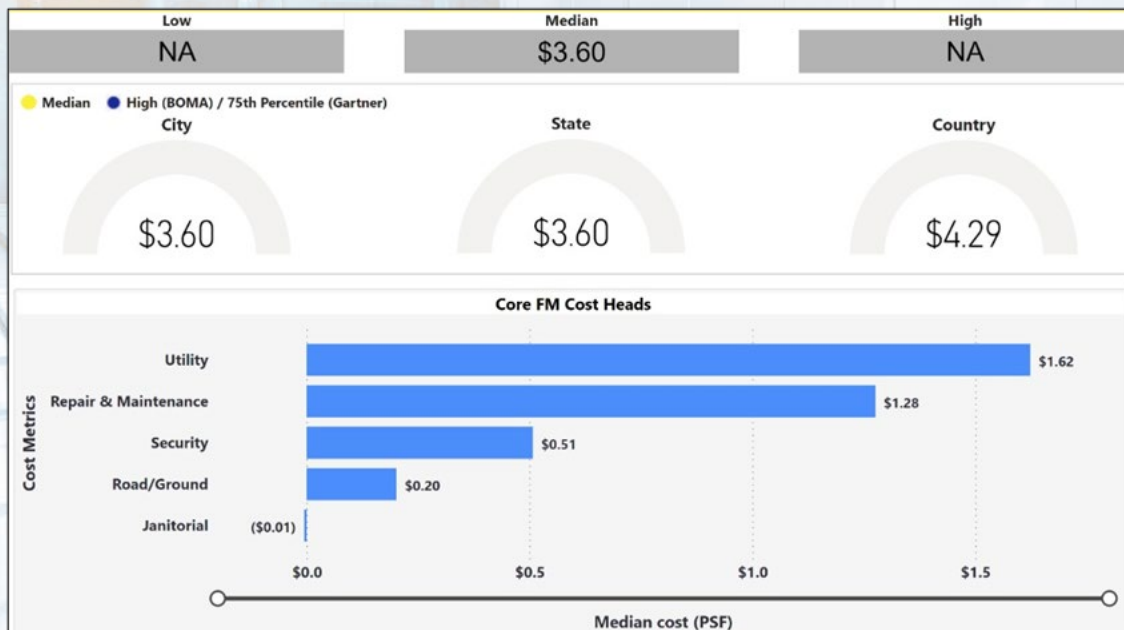 Low Median High
NA $3.60 NA
Median High (BOMA) / 75th Percentile (Gartner)
City State Country
$3.60 $3.60 $4.29
Core FM Cost Heads
Cost Metrics
Utility $1.62
Repair & Maintenance $1.28
Security $0.51
Road/Ground $0.20
Janitorial ($0.01)
$0.0 $0.5 $1.0 $1.5
Median cost (PSF)